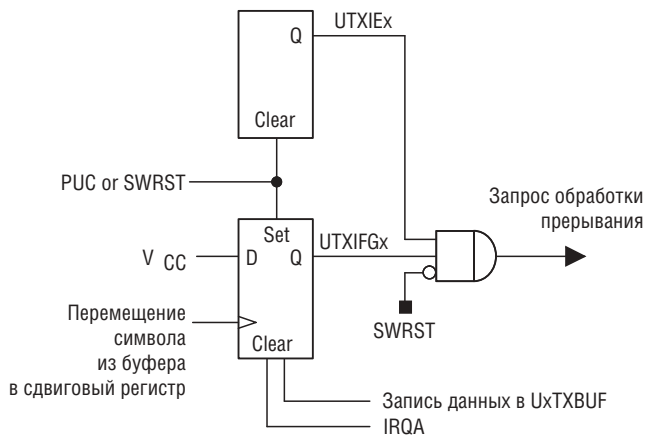 Q
UTXIEx
Clear
PUC or SWRST
Запрос обработки
прерывания
Set
UTXIFGx
V CC
D
Q
Перемещение
символа
из буфера
в сдвиговый регистр
Clear
SWRST
Запись данных в UxTXBUF
IRQA